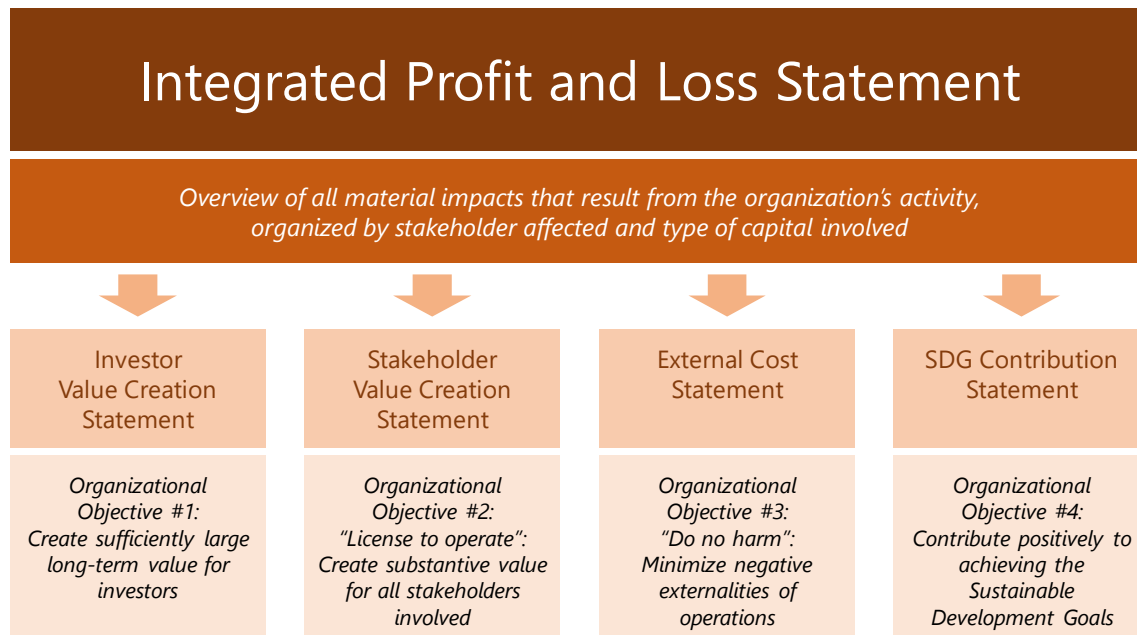 Integrated Profit and Loss Statement
Overview of all material impacts that result from the organization's activity,
organized by stakeholder affected and type of capital involved
Investor
Value Creation
Statement
Organizational
Objective #1:
Create sufficiently large
long-term value for
investors
Stakeholder
Value Creation
Statement
Organizational
Objective #2:
“License to operate”:
Create substantive value
for all stakeholders
involved
External Cost
Statement
Organizational
Objective #3:
“Do no harm”:
Minimize negative
externalities of
operations
SDG Contribution
Statement
Organizational
Objective #4:
Contribute positively to
achieving the
Sustainable
Development Goals